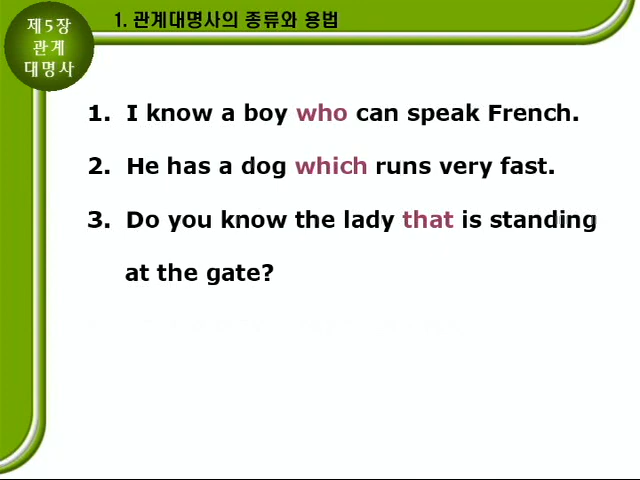 제5장
관계
대명사
1. 관계대명사의 종류와 용법
1. I know a boy who can speak French.
2. He has a dog which runs very fast.
3. Do you know the lady that is standing
at the gate?